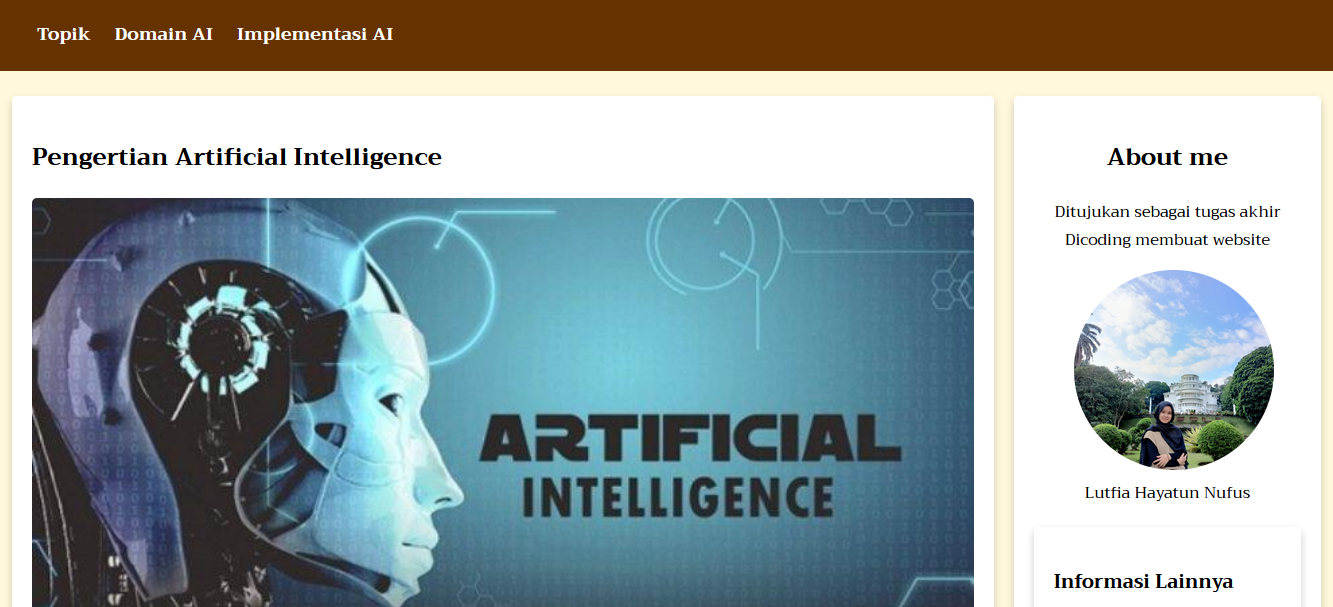 Topik Domain AI Implementasi AI
Pengertian Artificial Intelligence
ARTIFICIAL
INTELLIGENCE
About me
Ditujukan sebagai tugas akhir
Dicoding membuat website
Lutfia Hayatun Nufus
Informasi Lainnya